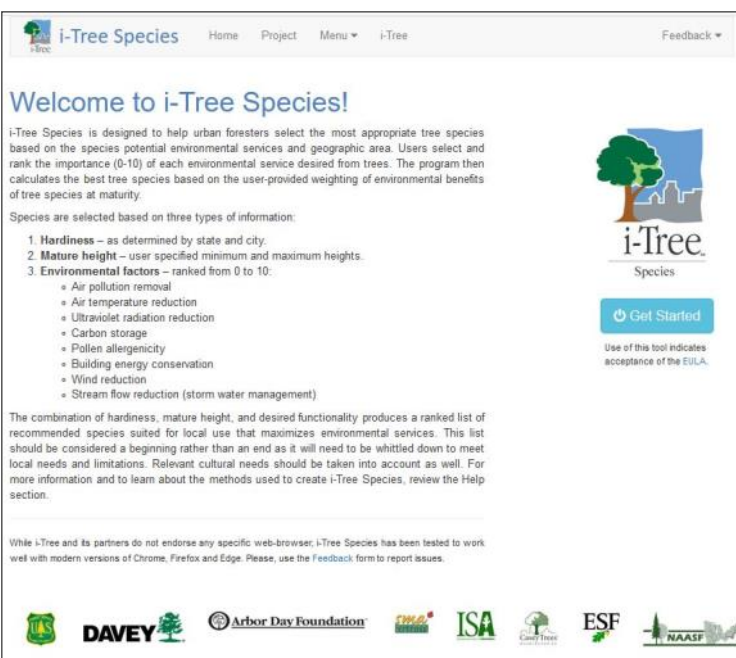 i-Tree
i-Tree Species Home Project Menu i-Tree Feedback
Welcome to i-Tree Species!
i-Tree Species is designed to help urban foresters select the most appropriate tree species
based on the species potential environmental services and geographic area. Users select and
rank the importance (0-10) of each environmental service desired from trees. The program then
calculates the best tree species based on the user-provided weighting of environmental benefits
of tree species at maturity.
Species are selected based on three types of information:
1. Hardiness – as determined by state and city.
2. Mature height – user specified minimum and maximum heights.
3. Environmental factors – ranked from 0 to 10:
Air pollution removal
Air temperature reduction
Ultraviolet radiation reduction
Carbon storage
Pollen allergenicity
Building energy conservation
Wind reduction
Stream flow reduction (storm water management)
The combination of hardiness, mature height, and desired functionality produces a ranked list of
recommended species suited for local use that maximizes environmental services. This list
should be considered a beginning rather than an end as it will need to be whittled down to meet
local needs and limitations. Relevant cultural needs should be taken into account as well. For
more information and to learn about the methods used to create i-Tree Species, review the Help
section.
While i-Tree and its partners do not endorse any specific web-browser, i-Tree Species has been tested to work
well with modern versions of Chrome, Firefox and Edge. Please, use the Feedback form to report issues.
i-Tree
Species
Get Started
Use of this tool indicates
acceptance of the EULA.
UAS
DAVEY
Arbor Day Foundation
sma
ISA
Casey Trees
ESF
NAASF